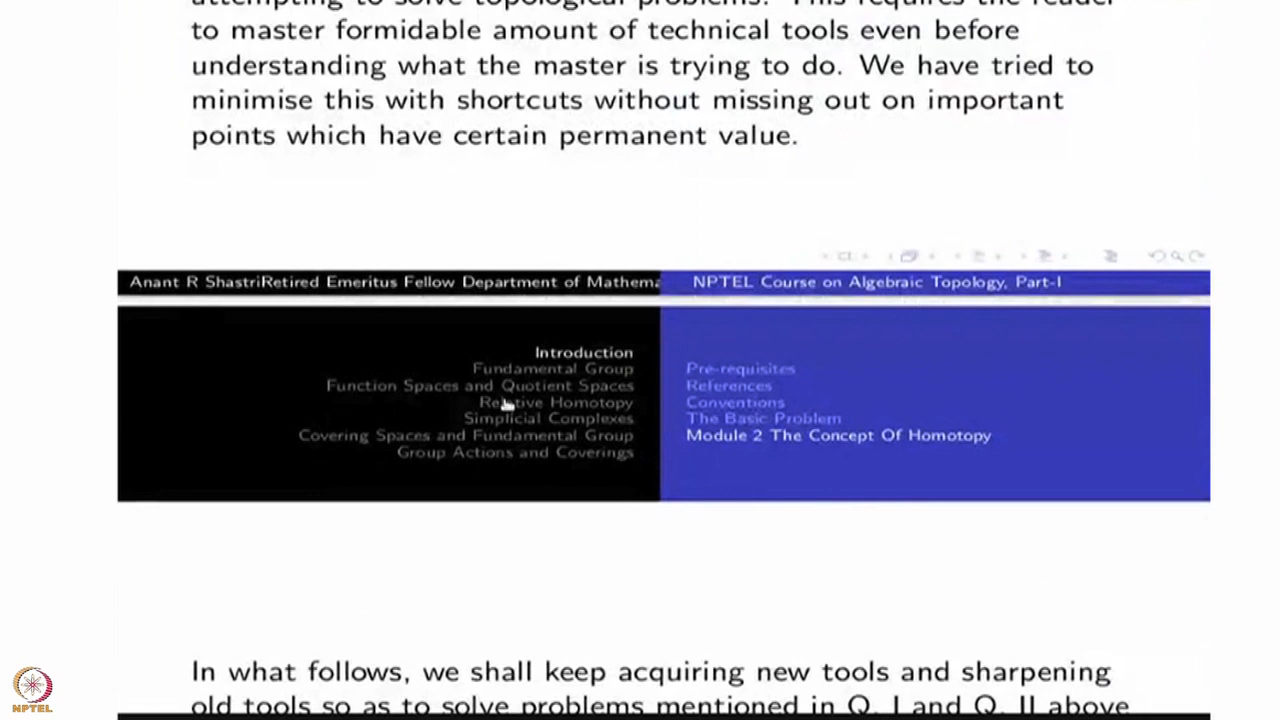 attempting to solve topological problems. This requires the reader
to master formidable amount of technical tools even before
understanding what the master is trying to do. We have tried to
minimise this with shortcuts without missing out on important
points which have certain permanent value.
Anant R ShastriRetired Emeritus Fellow Department of Mathema
NPTEL Course on Algebraic Topology, Part-I
Introduction
Fundamental Group
Function Spaces and Quotient Spaces
Relative Homotopy
Simplicial Complexes
Covering Spaces and Fundamental Group
Group Actions and Coverings
Pre-requisites
References
Conventions
The Basic Problem
Module 2 The Concept Of Homotopy
In what follows, we shall keep acquiring new tools and sharpening
old tools so as to solve problems mentioned in Q. I and Q. II above
NPTEL